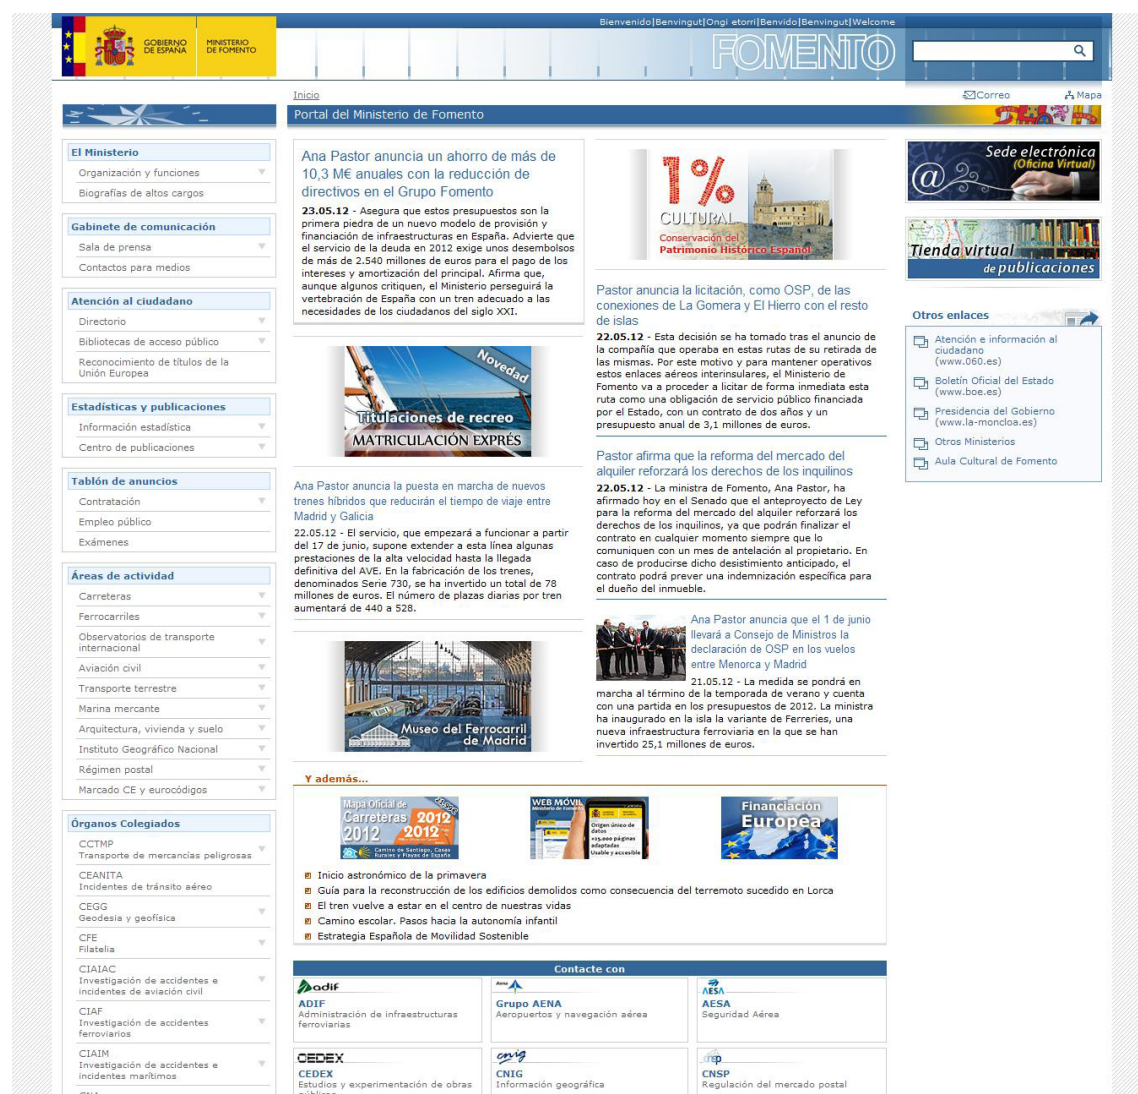 Bienvenido|Benvingut|Ongi etorri|Benvido|Benvingut|Welcome
GOBIERNO
DE ESPAÑA
MINISTERIO
DE FOMENTO
FOMENTO
Inicio
Correo
Mapa
Portal del Ministerio de Fomento
El Ministerio
Organización y funciones
Biografías de altos cargos
Gabinete de comunicación
Sala de prensa
Contactos para medios
Atención al ciudadano
Directorio
Bibliotecas de acceso público
Reconocimiento de títulos de la
Unión Europea
Estadísticas y publicaciones
Información estadística
Centro de publicaciones
Tablón de anuncios
Contratación
Empleo público
Exámenes
Áreas de actividad
Carreteras
Ferrocarriles
Observatorios de transporte
internacional
Aviación civil
Transporte terrestre
Marina mercante
Arquitectura, vivienda y suelo
Instituto Geográfico Nacional
Régimen postal
Marcado CE y eurocódigos
Órganos Colegiados
CCTMP
Transporte de mercancías peligrosas
CEANITA
Incidentes de tránsito aéreo
CEGG
Geodesia y geofísica
CFE
Filatelia
CIAIAC
Investigación de accidentes e
incidentes de aviación civil
CIAF
Investigación de accidentes
ferroviarios
CIAIM
Investigación de accidentes e
incidentes marítimos
Ana Pastor anuncia un ahorro de más de
10,3 M€ anuales con la reducción de
directivos en el Grupo Fomento
23.05.12 - Asegura que estos presupuestos son la
primera piedra de un nuevo modelo de provisión y
financiación de infraestructuras en España. Advierte que
el servicio de la deuda en 2012 exige unos desembolsos
de más de 2.540 millones de euros para el pago de los
intereses y amortización del principal. Afirma que,
aunque algunos critiquen, el Ministerio perseguirá la
vertebración de España con un tren adecuado a las
necesidades de los ciudadanos del siglo XXI.
Novedad
Titulaciones de recreo
MATRICULACIÓN EXPRÉS
Ana Pastor anuncia la puesta en marcha de nuevos
trenes híbridos que reducirán el tiempo de viaje entre
Madrid y Galicia
22.05.12 - El servicio, que empezará a funcionar a partir
del 17 de junio, supone extender a esta línea algunas
prestaciones de la alta velocidad hasta la llegada
definitiva del AVE. En la fabricación de los trenes,
denominados Serie 730, se ha invertido un total de 78
millones de euros. El número de plazas diarias por tren
aumentará de 440 a 528.
Museo del Ferrocarril
de Madrid
1%
CULTURAL
Conservación del
Patrimonio Histórico Español
Pastor anuncia la licitación, como OSP, de las
conexiones de La Gomera y El Hierro con el resto
de islas
22.05.12 - Esta decisión se ha tomado tras el anuncio de
la compañía que operaba en estas rutas de su retirada de
las mismas. Por este motivo y para mantener operativos
estos enlaces aéreos interinsulares, el Ministerio de
Fomento va a proceder a licitar de forma inmediata esta
ruta como una obligación de servicio público financiada
por el Estado, con un contrato de dos años y un
presupuesto anual de 3,1 millones de euros.
Pastor afirma que la reforma del mercado del
alquiler reforzará los derechos de los inquilinos
22.05.12 - La ministra de Fomento, Ana Pastor, ha
afirmado hoy en el Senado que el anteproyecto de Ley
para la reforma del mercado del alquiler reforzará los
derechos de los inquilinos, ya que podrán finalizar el
contrato en cualquier momento siempre que lo
comuniquen con un mes de antelación al propietario. En
caso de producirse dicho desistimiento anticipado, el
contrato podrá prever una indemnización específica para
el dueño del inmueble.
Ana Pastor anuncia que el 1 de junio
llevará a Consejo de Ministros la
declaración de OSP en los vuelos
entre Menorca y Madrid
21.05.12 - La medida se pondrá en
marcha al término de la temporada de verano y cuenta
con una partida en los presupuestos de 2012. La ministra
ha inaugurado en la isla la variante de Ferreries, una
nueva infraestructura ferroviaria en la que se han
invertido 25,1 millones de euros.
Sede electrónica
(Oficina Virtual)
@
Tienda virtual
de publicaciones
Otros enlaces
Atención e información al
ciudadano
(www.060.es)
Boletín Oficial del Estado
(www.boe.es)
Presidencia del Gobierno
(www.la-moncloa.es)
Otros Ministerios
Aula Cultural de Fomento
Y además...
Mapa Oficial de
Carreteras
2012
2012
2012
Camino de Santiago, Casas
Rurales y Playas de España
WEB MÓVIL
Ministerio de Fomento
Origen único de
datos
+25.000 páginas
adaptadas
Usable y accesible
Financiación
Europea
Inicio astronómico de la primavera
Guía para la reconstrucción de los edificios demolidos como consecuencia del terremoto sucedido en Lorca
El tren vuelve a estar en el centro de nuestras vidas
Camino escolar. Pasos hacia la autonomía infantil
Estrategia Española de Movilidad Sostenible
Contacte con
adif
ADIF
Administración de infraestructuras
ferroviarias
Aena
Grupo AENA
Aeropuertos y navegación aérea
AESA
AESA
Seguridad Aérea
CEDEX
CEDEX
Estudios y experimentación de obras
cnig
CNIG
Información geográfica
cnsp
CNSP
Regulación del mercado postal